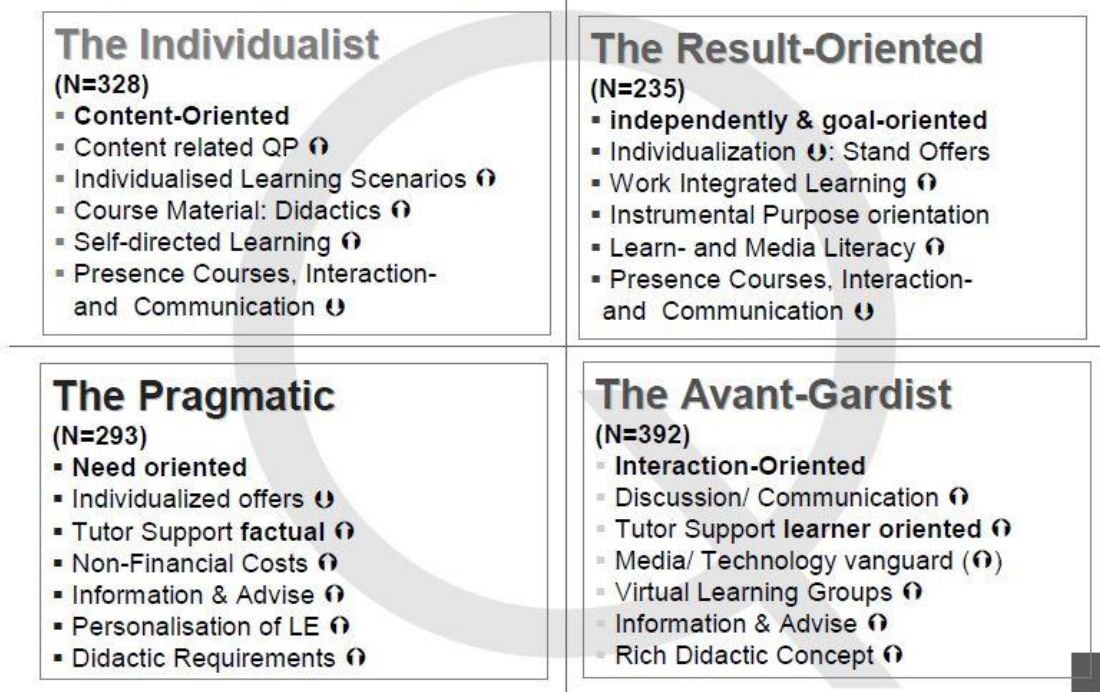 The Individualist
(N=328)
▪ Content-Oriented
▪ Content related QP ⋂
▪ Individualised Learning Scenarios ⋂
▪ Course Material: Didactics ⋂
▪ Self-directed Learning ⋂
▪ Presence Courses, Interaction-
and Communication ⋃
The Result-Oriented
(N=235)
▪ independently & goal-oriented
▪ Individualization ⋃: Stand Offers
▪ Work Integrated Learning ⋂
▪ Instrumental Purpose orientation
▪ Learn- and Media Literacy ⋂
▪ Presence Courses, Interaction-
and Communication ⋃
The Pragmatic
(N=293)
▪ Need oriented
▪ Individualized offers ⋃
▪ Tutor Support factual ⋂
▪ Non-Financial Costs ⋂
▪ Information & Advise ⋂
▪ Personalisation of LE ⋂
▪ Didactic Requirements ⋂
The Avant-Gardist
(N=392)
▪ Interaction-Oriented
▪ Discussion/ Communication ⋂
▪ Tutor Support learner oriented ⋂
▪ Media/ Technology vanguard (⋂)
▪ Virtual Learning Groups ⋂
▪ Information & Advise ⋂
▪ Rich Didactic Concept ⋂